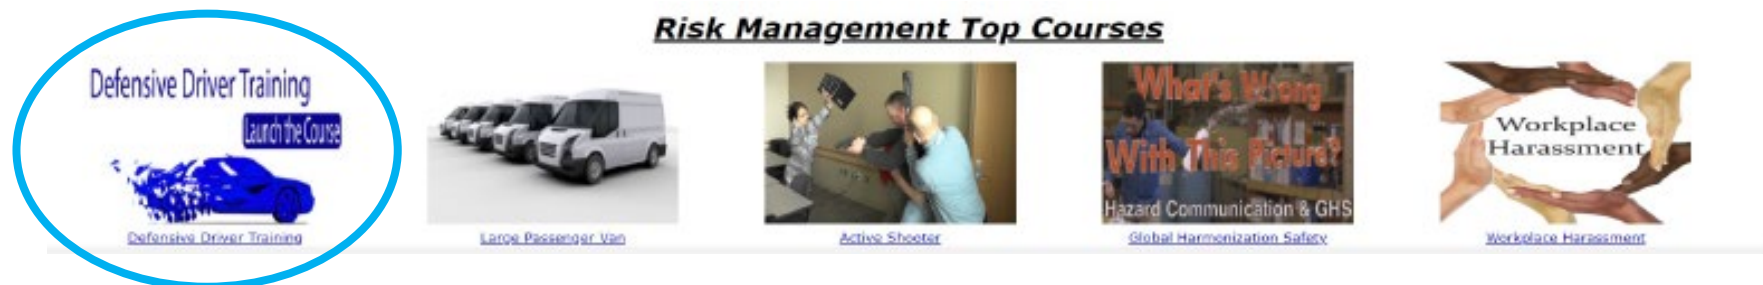 Risk Management Top Courses
Defensive Driver Training
Launch the Course
Defensive Driver Training
Large Passenger Van
Active Shooter
What's Wrong
With This Picture?
Hazard Communication & GHS
Global Harmonization Safety
Workplace
Harassment
Workplace Harassment